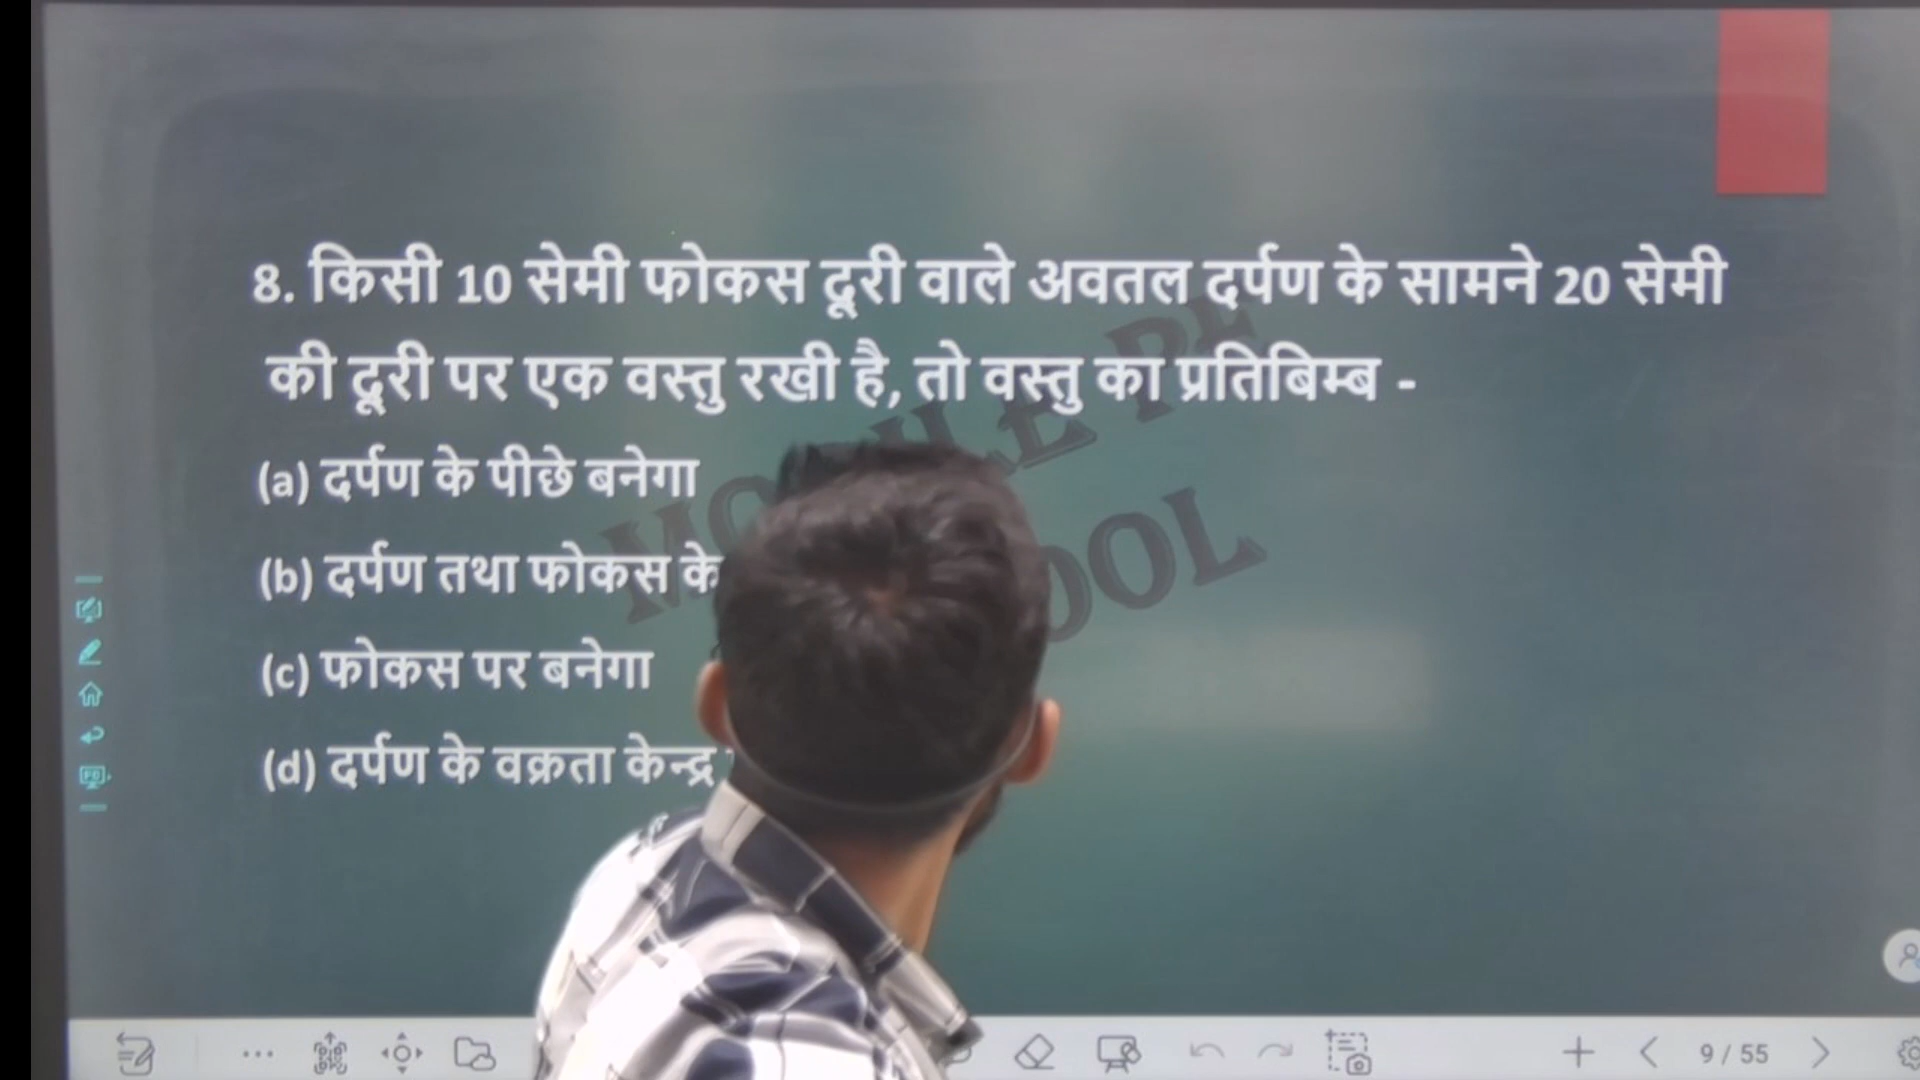 8. किसी 10 सेमी फोकस दूरी वाले अवतल दर्पण के सामने 20 सेमी
की दूरी पर एक वस्तु रखी है, तो वस्तु का प्रतिबिम्ब -
(a) दर्पण के पीछे बनेगा
(b) दर्पण तथा फोकस के
(c) फोकस पर बनेगा
(d) दर्पण के वक्रता केन्द्र
9 / 55